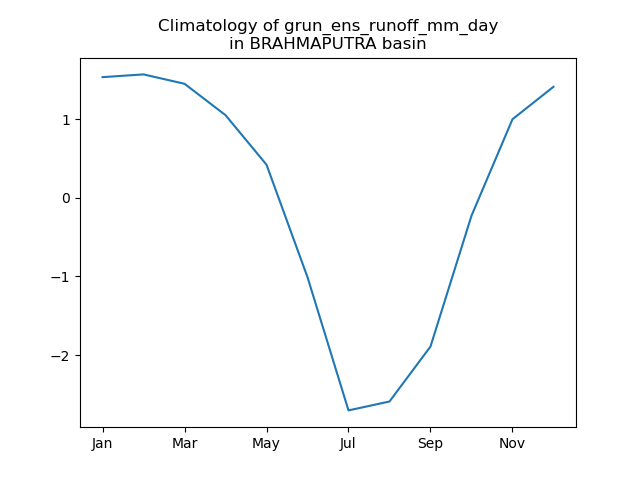 Climatology of grun_ens_runoff_mm_day
in BRAHMAPUTRA basin
1
0
−1
−2
Jan Mar May Jul Sep Nov